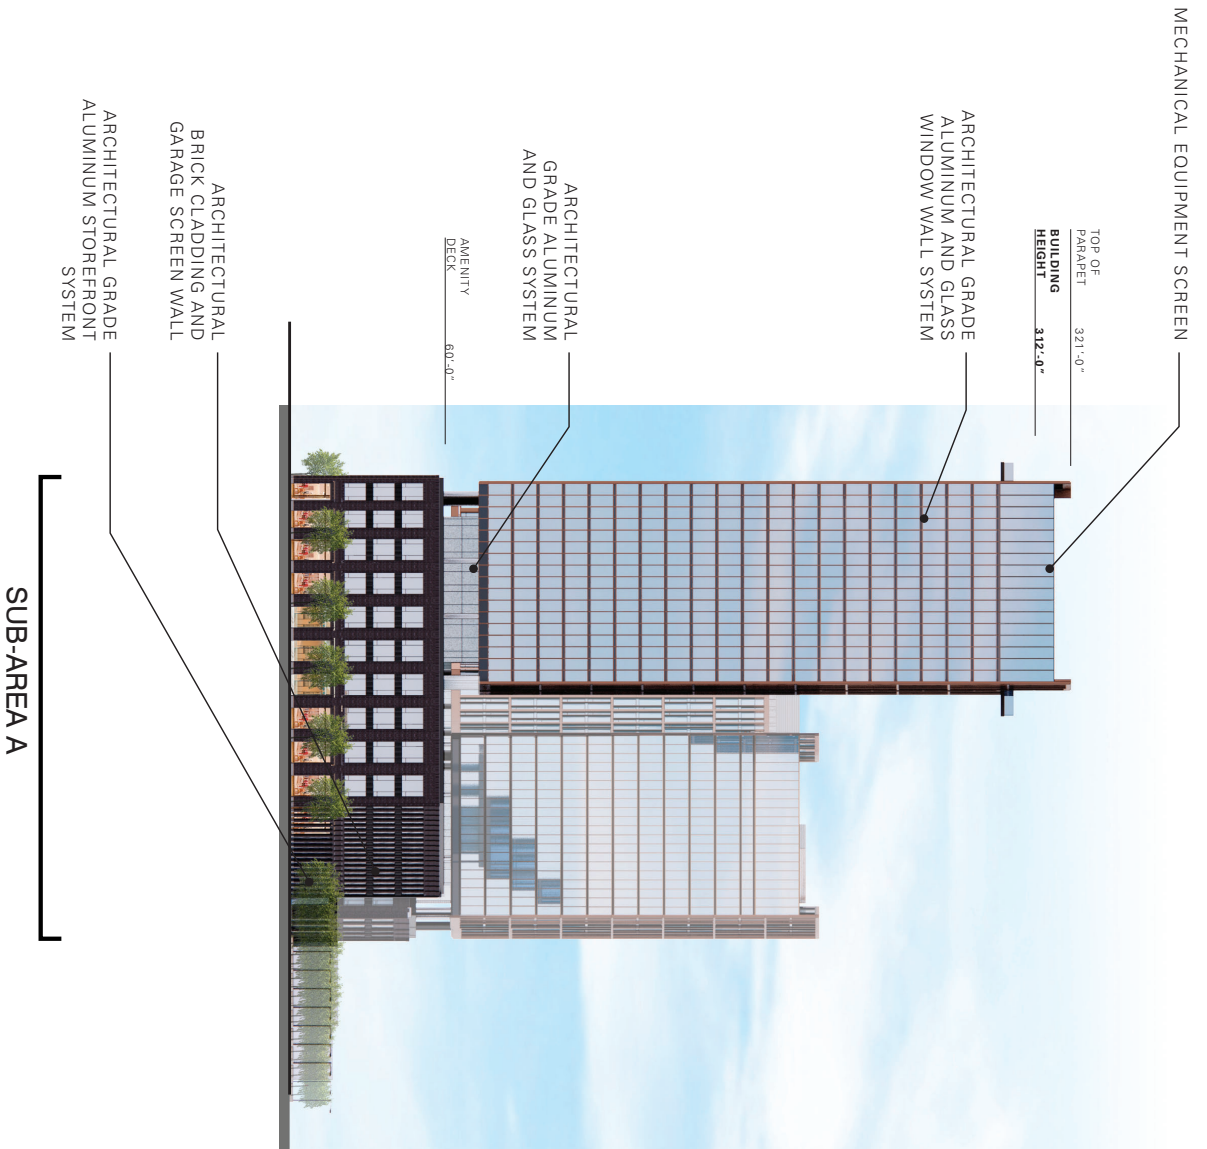 MECHANICAL EQUIPMENT SCREEN
TOP OF
PARAPET 321'-0"
BUILDING
HEIGHT 312'-0"
ARCHITECTURAL GRADE
ALUMINUM AND GLASS
WINDOW WALL SYSTEM
ARCHITECTURAL
GRADE ALUMINUM
AND GLASS SYSTEM
AMENITY
DECK 60'-0"
ARCHITECTURAL
BRICK CLADDING AND
GARAGE SCREEN WALL
ARCHITECTURAL GRADE
ALUMINUM STOREFRONT
SYSTEM
SUB-AREA A